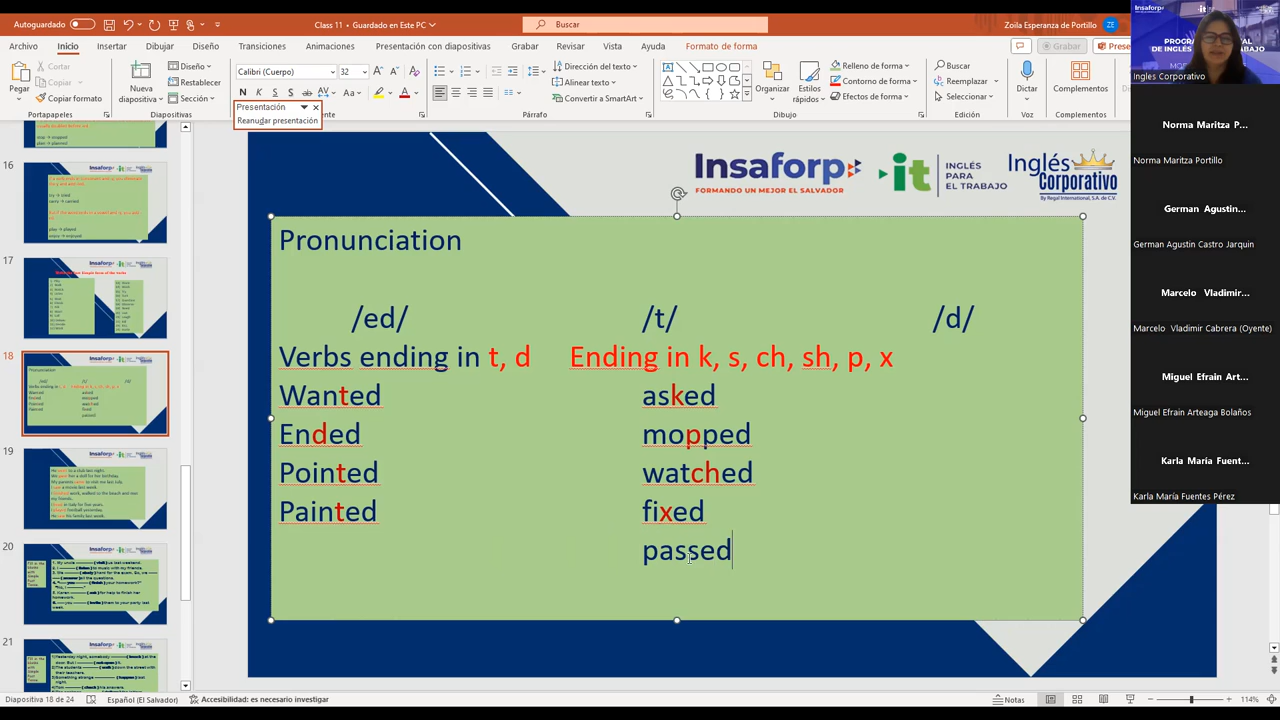 Autoguardado
Class 11 • Guardado en Este PC
Buscar
Zoila Esperanza de Portillo
ZE
Archivo Inicio Insertar Dibujar Diseño Transiciones Animaciones Presentación con diapositivas Grabar Revisar Vista Ayuda Formato de forma
Grabar
Pegar
Cortar
Copiar
Copiar formato
Portapapeles
Nueva diapositiva
Diseño
Restablecer
Sección
Diapositivas
Calibri (Cuerpo) 32
Presentación
Reanudar presentación
Dirección del texto
Alinear texto
Convertir a SmartArt
Párrafo
Organizar
Estilos rápidos
Relleno de forma
Contorno de forma
Efectos de forma
Dibujo
Buscar
Reemplazar
Seleccionar
Edición
Dictar
Voz
Complementos
Complementos
Insaforp
FORMANDO UN MEJOR EL SALVADOR
it
INGLÉS
PARA
EL TRABAJO
Inglés
Corporativo
By Regional International, S.A. de C.V.
Pronunciation
/ed/ /t/ /d/
Verbs ending in t, d Ending in k, s, ch, sh, p, x
Wanted asked
Ended mopped
Pointed watched
Painted fixed
passed
16
17
18
19
20
21
Ingles Corporativo
Norma Maritza P...
Norma Maritza Portillo
German Agustin...
German Agustin Castro Jarquin
Marcelo Vladimir...
Marcelo Vladimir Cabrera (Oyente)
Miguel Efrain Art...
Miguel Efrain Arteaga Bolaños
Karla María Fuent...
Karla María Fuentes Pérez
Diapositiva 18 de 24
Español (El Salvador)
Accesibilidad: es necesario investigar
Notas
114%